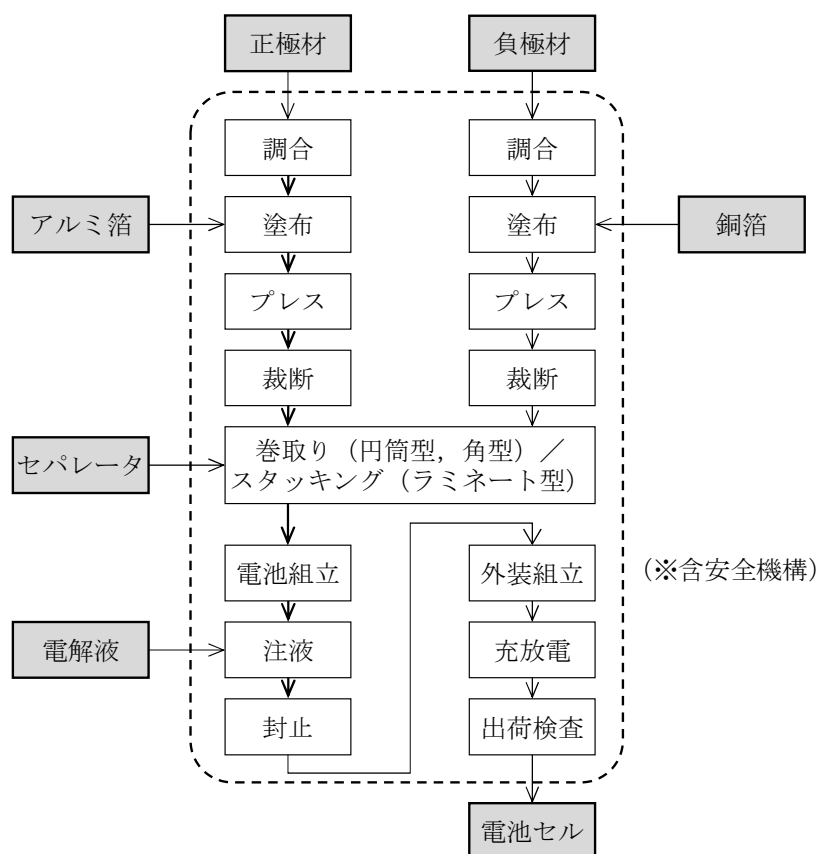 正極材
負極材
調合
調合
アルミ箔
塗布
塗布
銅箔
プレス
プレス
裁断
裁断
セパレータ
巻取り（円筒型，角型）／
スタッキング（ラミネート型）
電池組立
外装組立
（※含安全機構）
電解液
注液
充放電
封止
出荷検査
電池セル